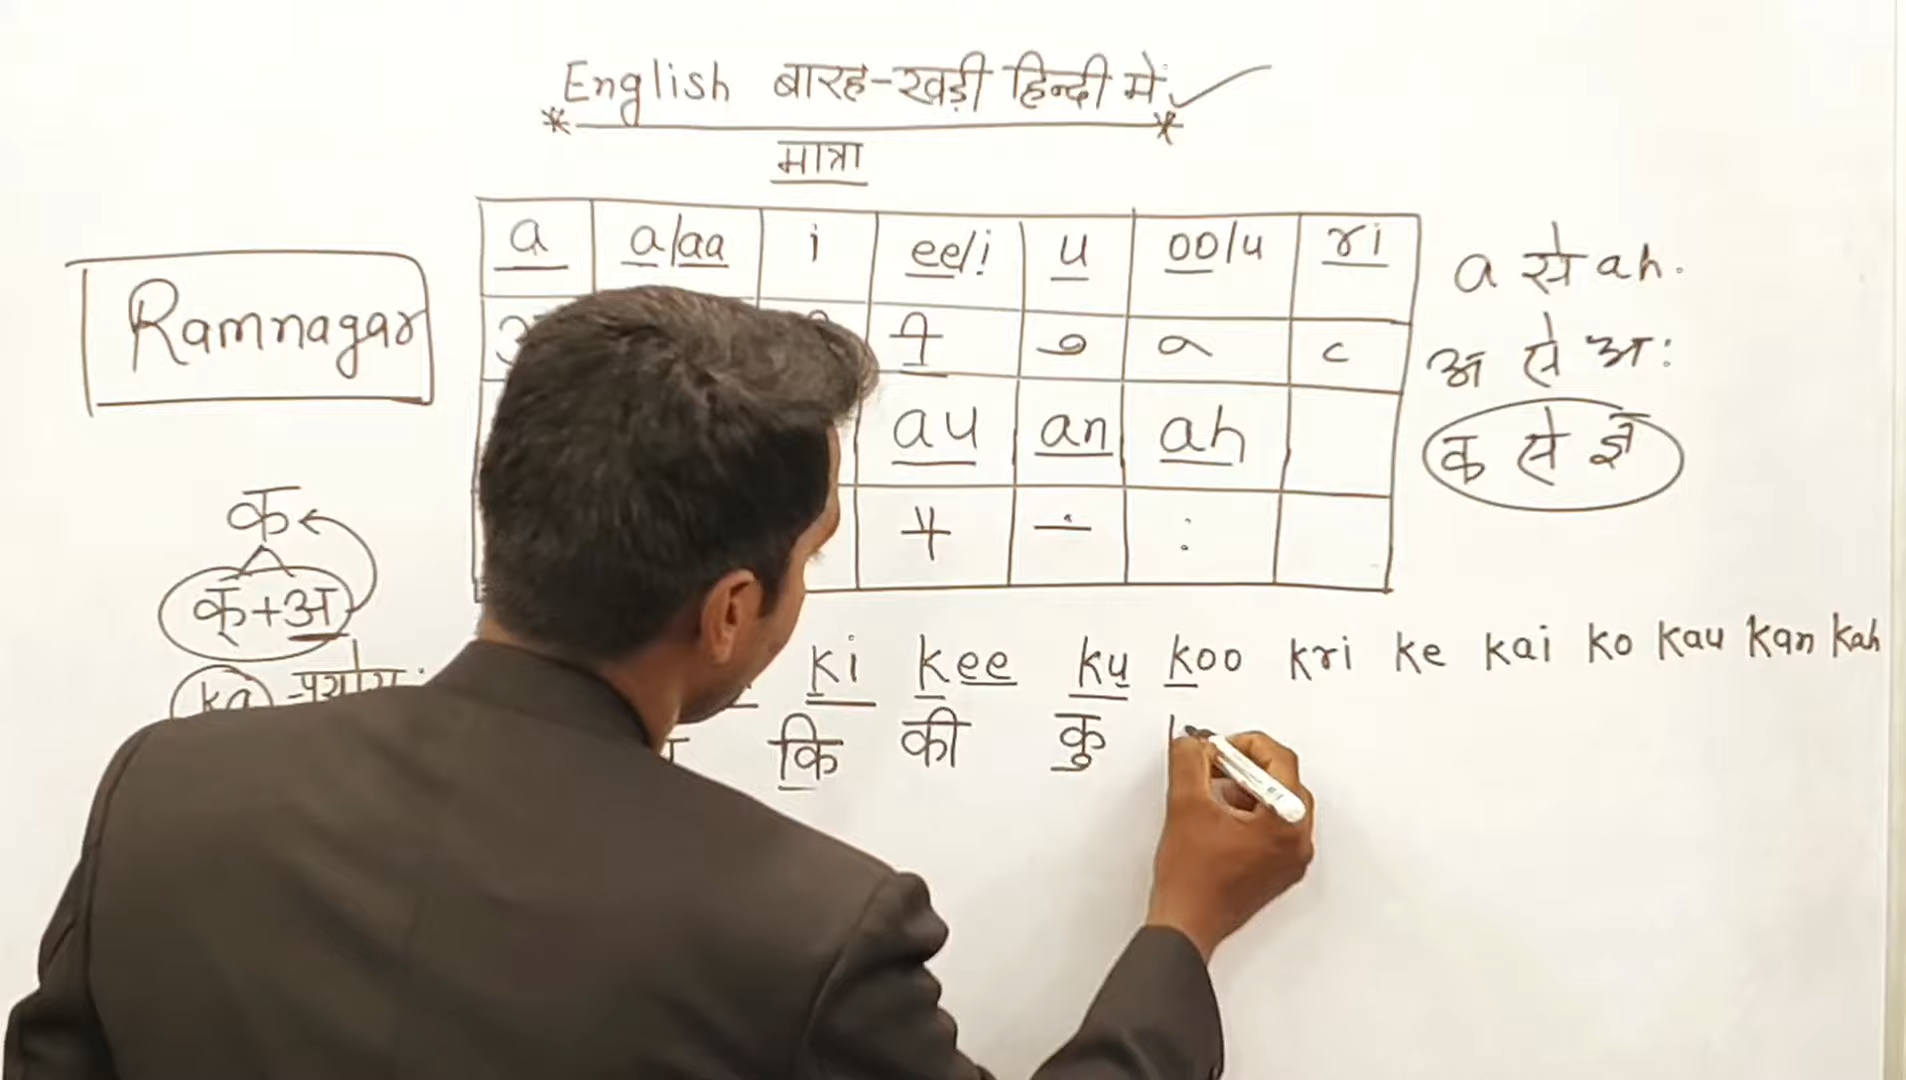 English बारह-खड़ी हिन्दी में
मात्रा
a a/aa i ee/i u oo/u ri
ी ु ू ृ
au an ah
ौ ं :
Ramnagar
a से ah.
अ से अ:
क से ज्ञ
क
क्+अ
ka
ki kee ku koo kri ke kai ko kau kan kah
कि की कु